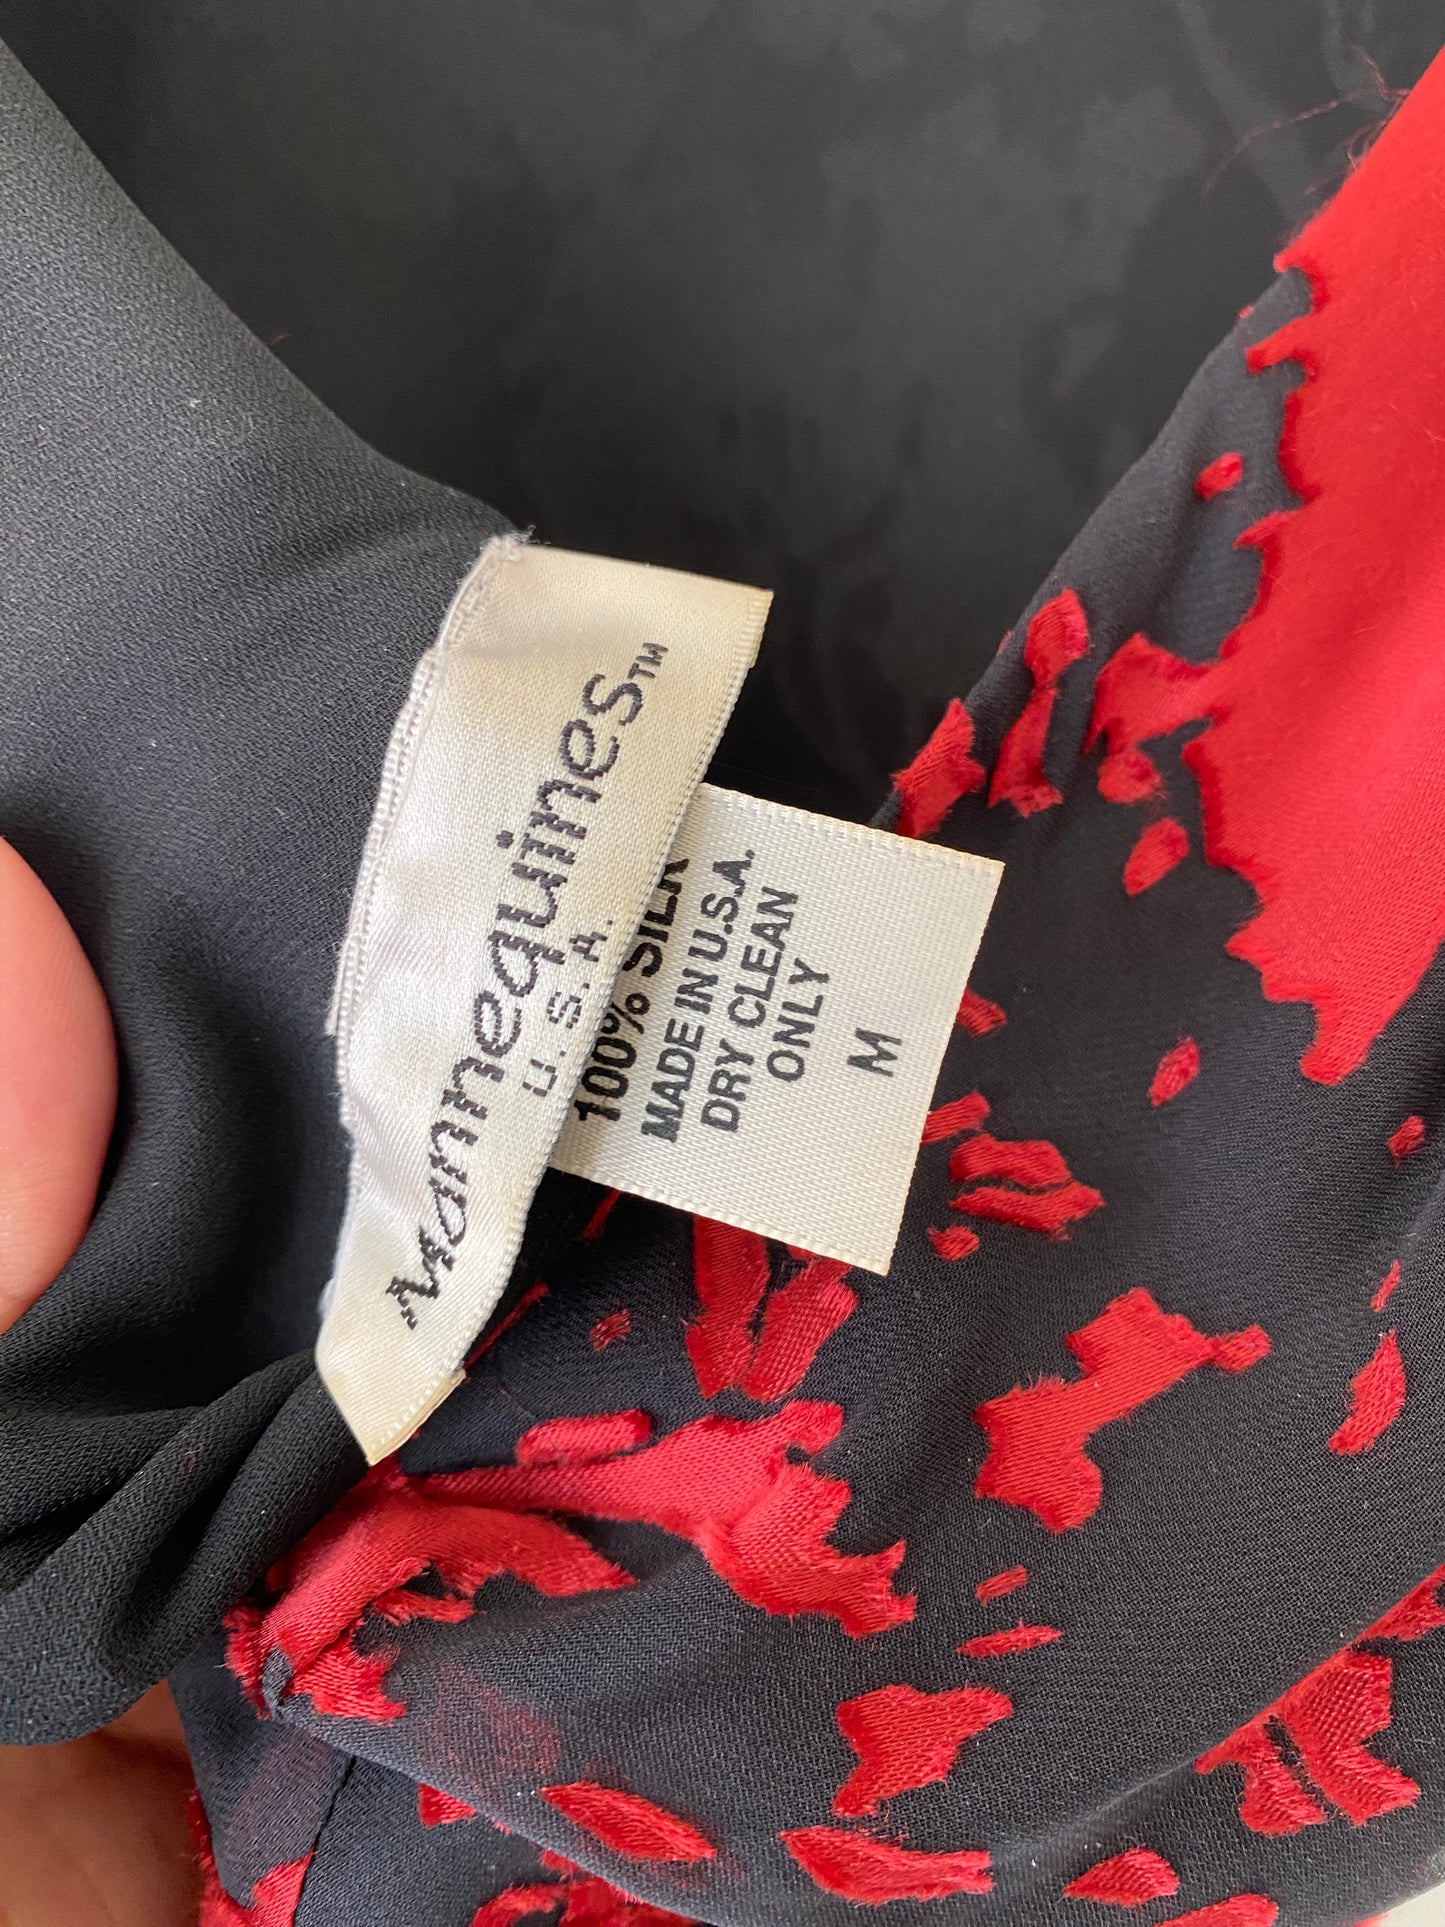 Mannequines™
U.S.A.
100% SILK
MADE IN U.S.A.
DRY CLEAN
ONLY
M